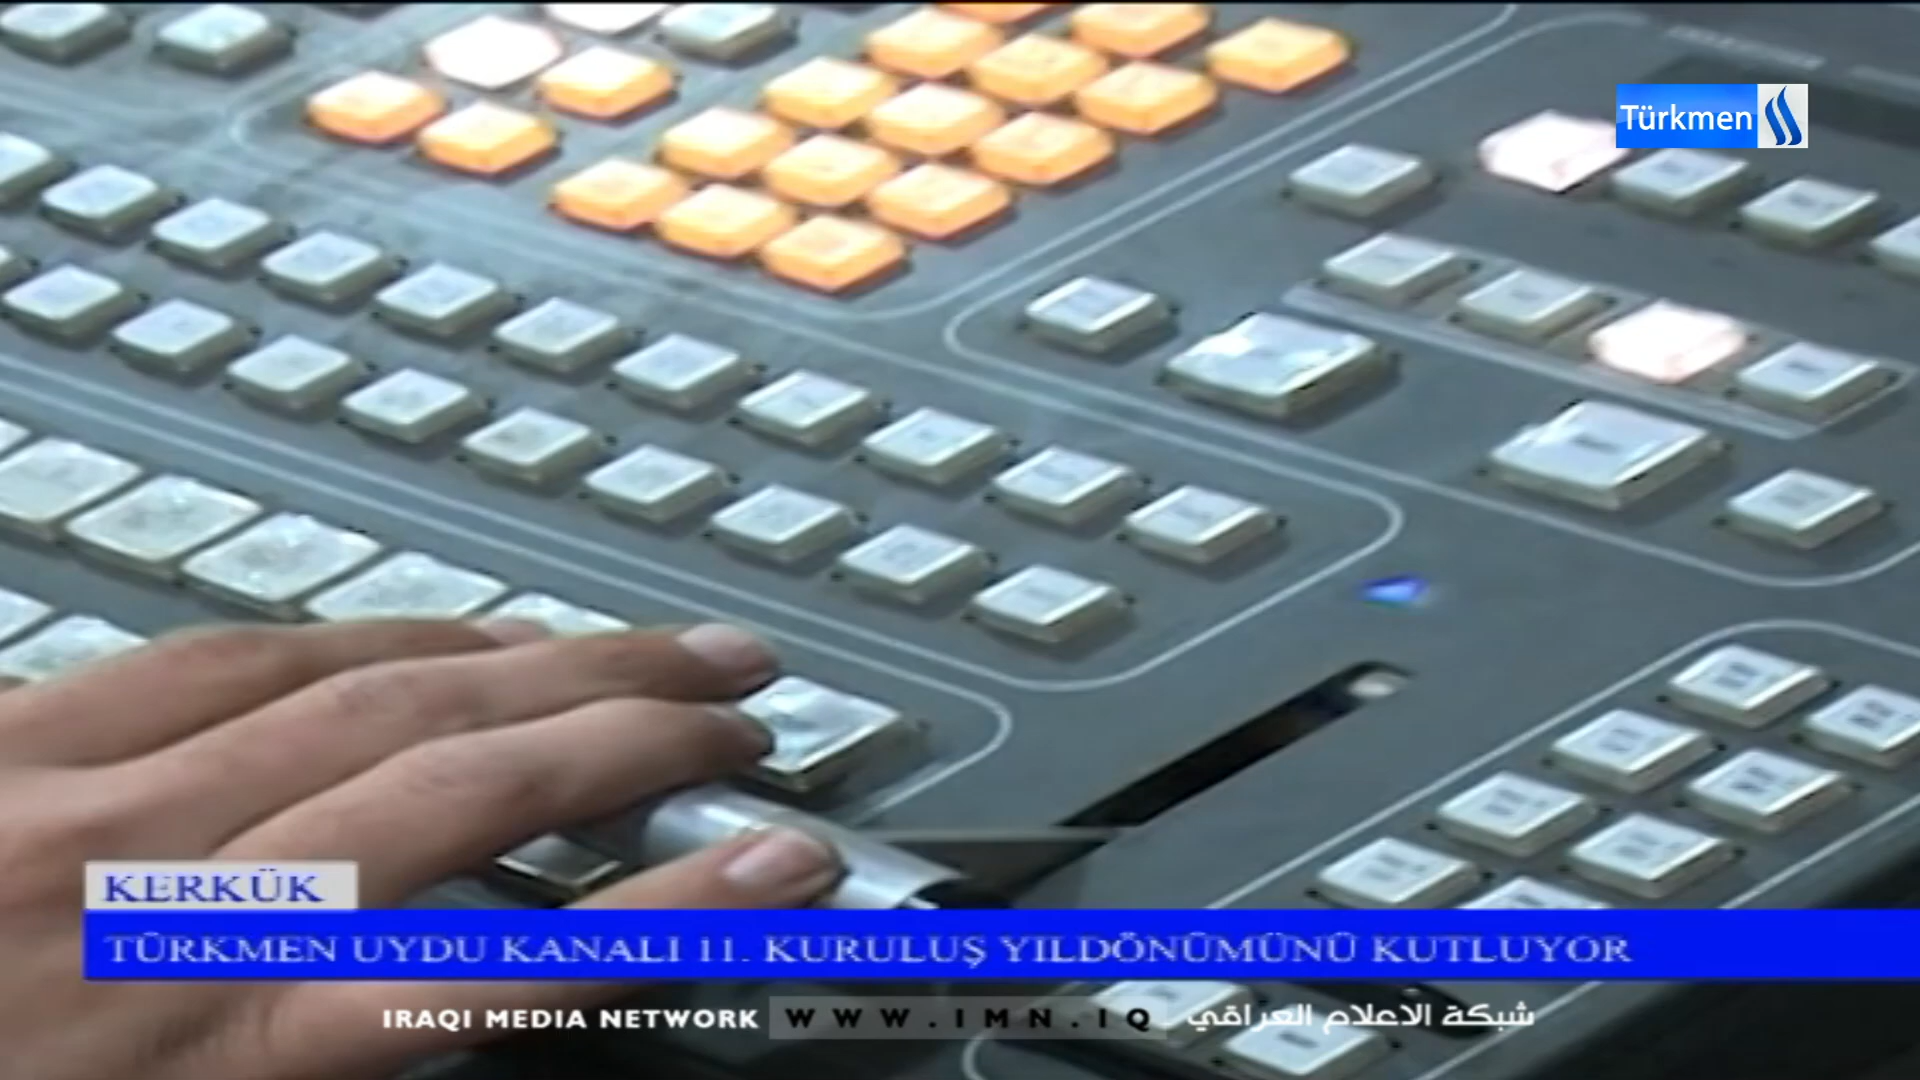 Türkmen
KERKÜK
TÜRKMEN UYDU KANALI 11. KURULUŞ YILDÖNÜMÜNÜ KUTLUYOR
IRAQI MEDIA NETWORK WWW.IMN.IQ شبكة الاعلام العراقي